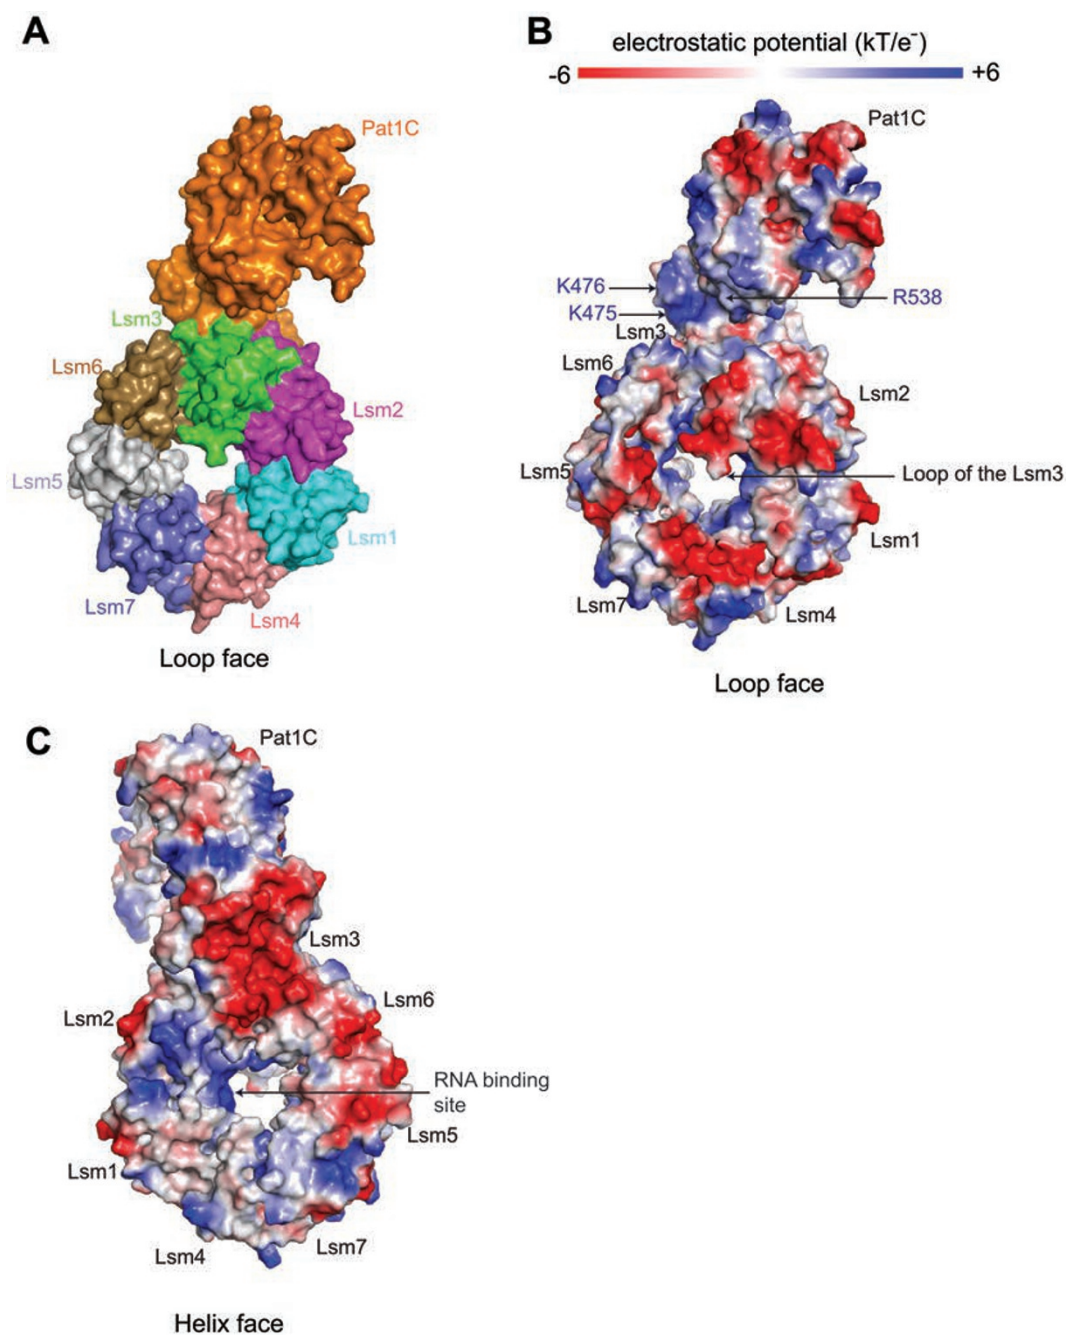 A
Pat1C
Lsm3
Lsm6
Lsm2
Lsm5
Lsm1
Lsm7
Lsm4
Loop face
B
electrostatic potential (kT/e⁻)
-6
+6
Pat1C
K476
R538
K475
Lsm3
Lsm6
Lsm2
Lsm5
Loop of the Lsm3
Lsm1
Lsm7
Lsm4
Loop face
C
Pat1C
Lsm3
Lsm6
Lsm2
RNA binding
site
Lsm5
Lsm1
Lsm7
Lsm4
Helix face